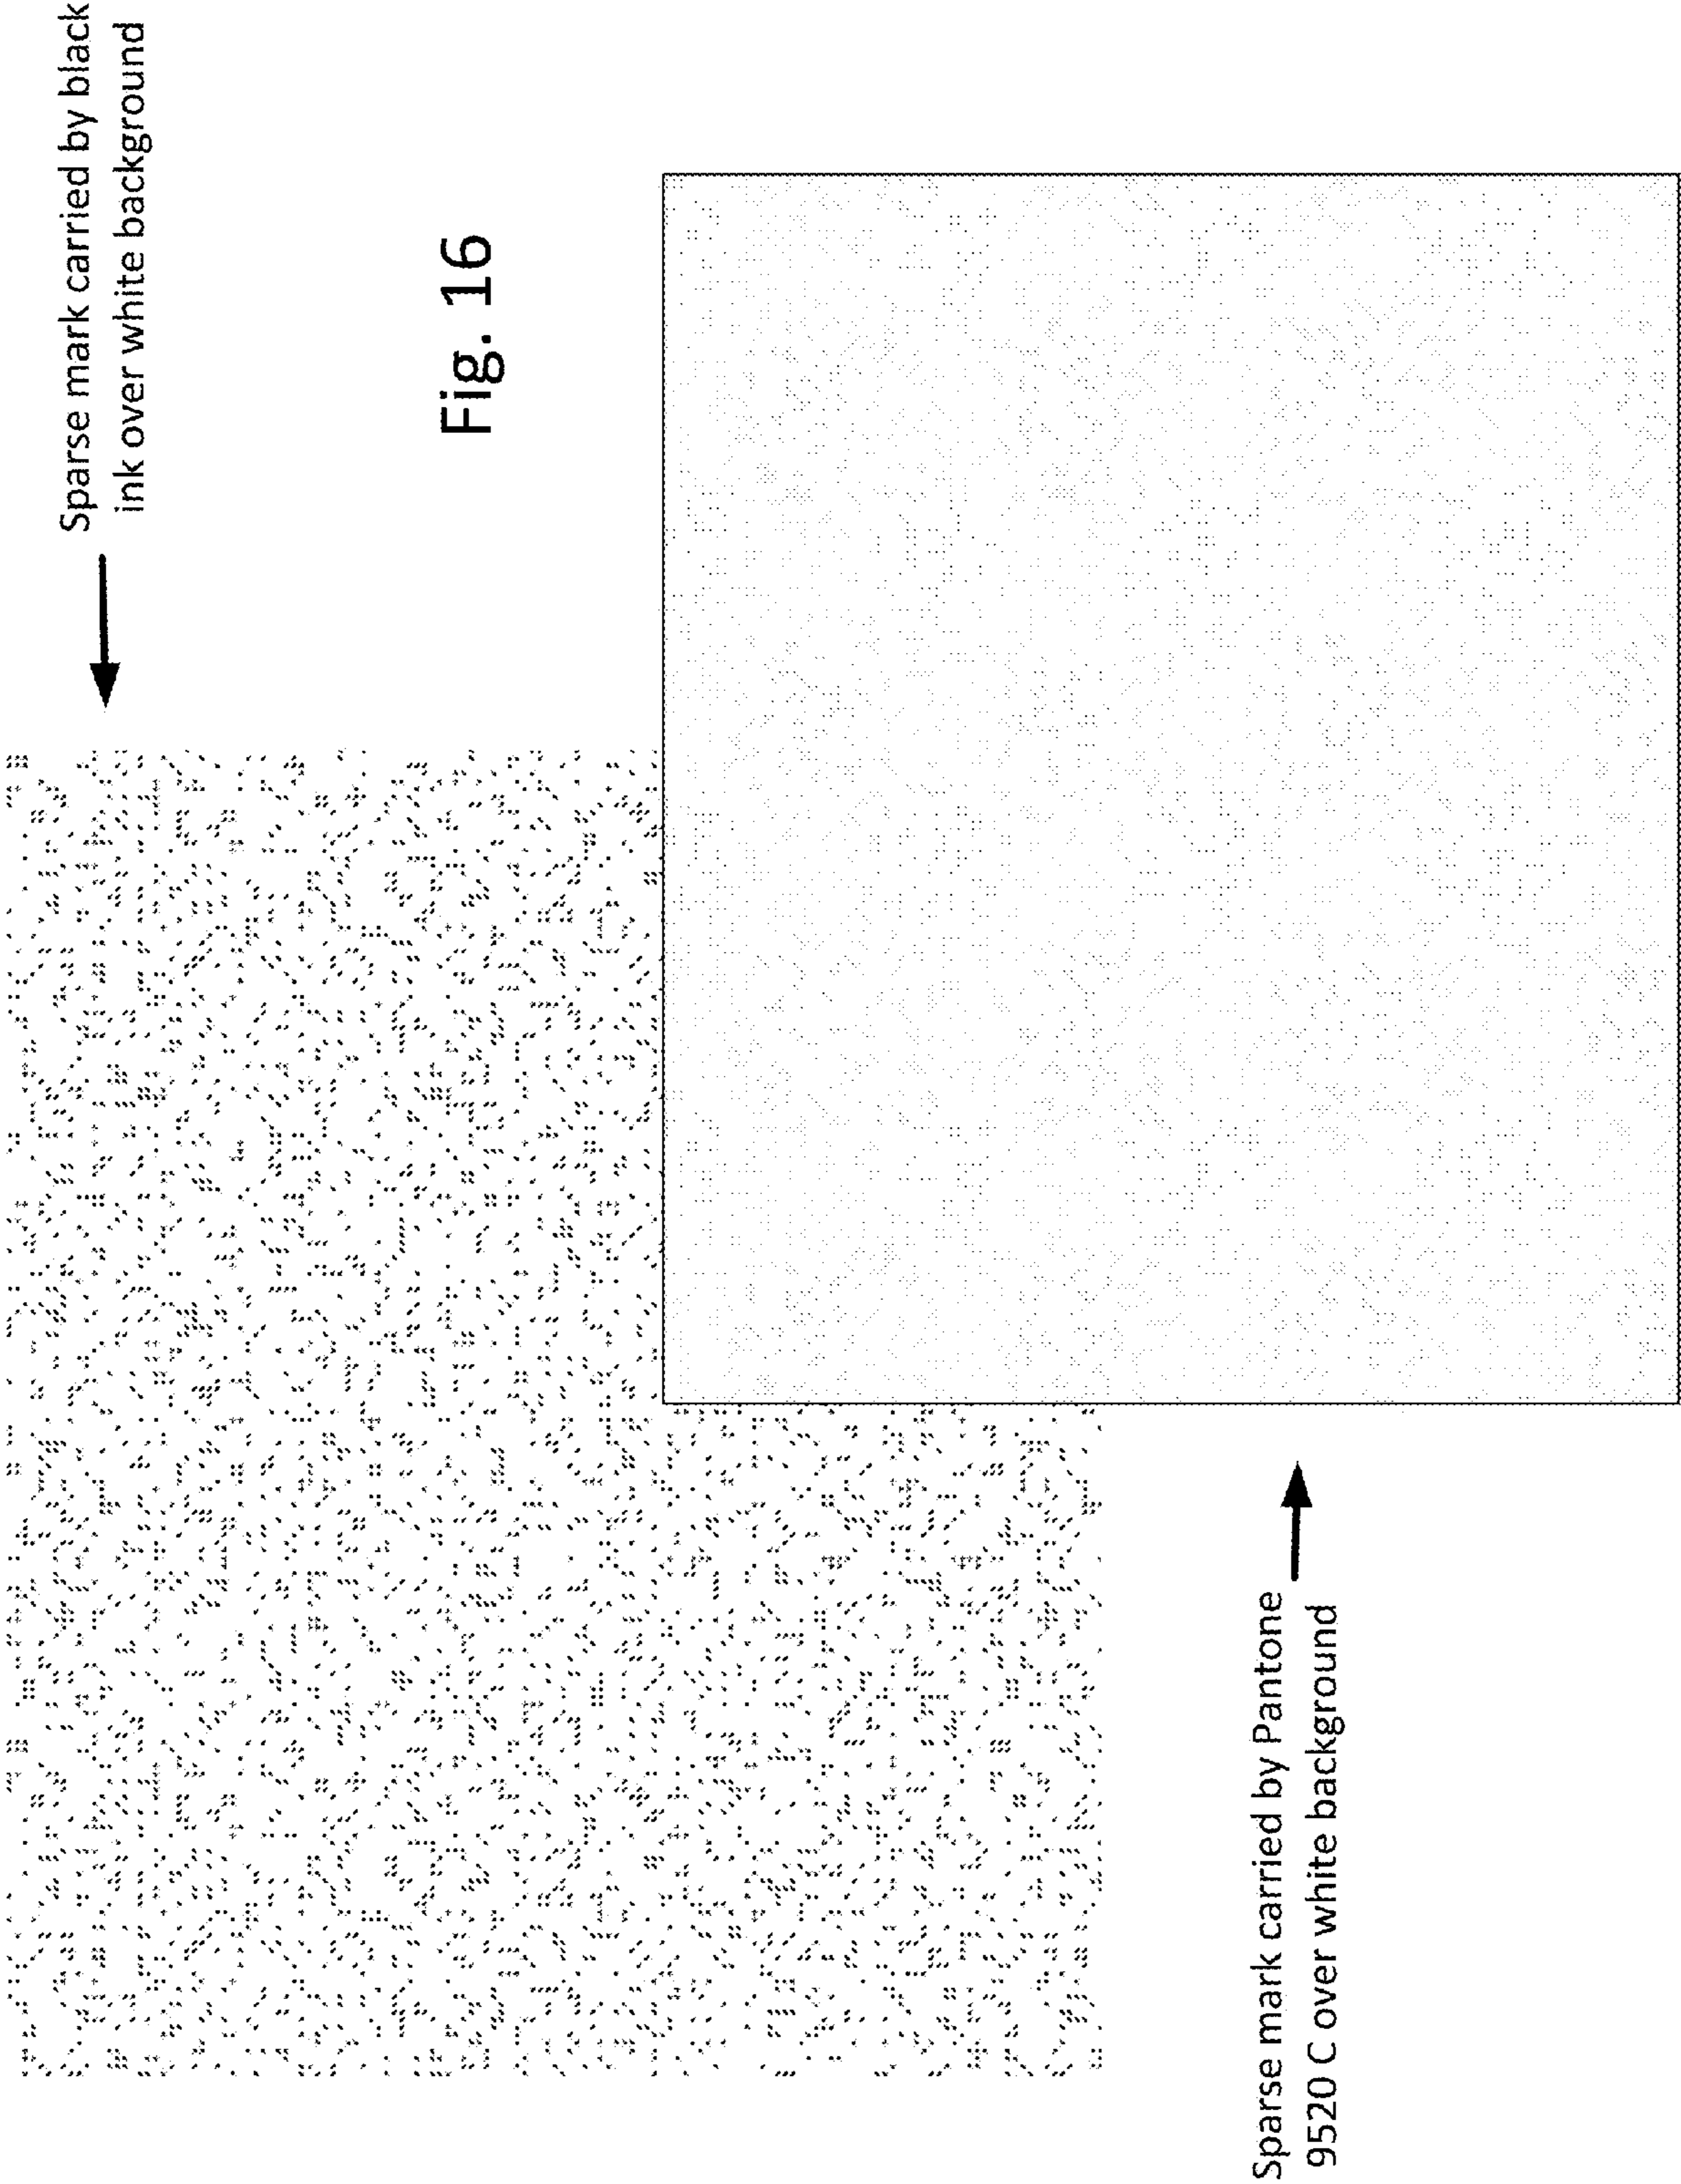 Sparse mark carried by black
ink over white background
Fig. 16
Sparse mark carried by Pantone
9520 C over white background